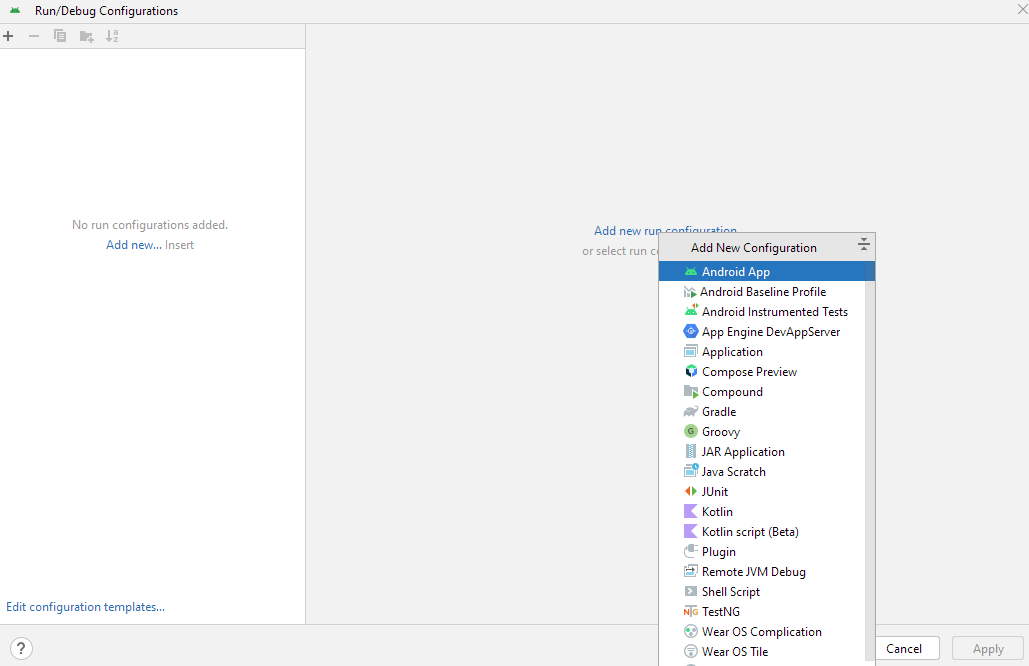 Run/Debug Configurations
No run configurations added.
Add new... Insert
Edit configuration templates...
Add new run configuration
or select run c
Add New Configuration
Android App
Android Baseline Profile
Android Instrumented Tests
App Engine DevAppServer
Application
Compose Preview
Compound
Gradle
G Groovy
JAR Application
Java Scratch
JUnit
Kotlin
Kotlin script (Beta)
Plugin
Remote JVM Debug
Shell Script
NG TestNG
Wear OS Complication
Wear OS Tile
?
Cancel
Apply